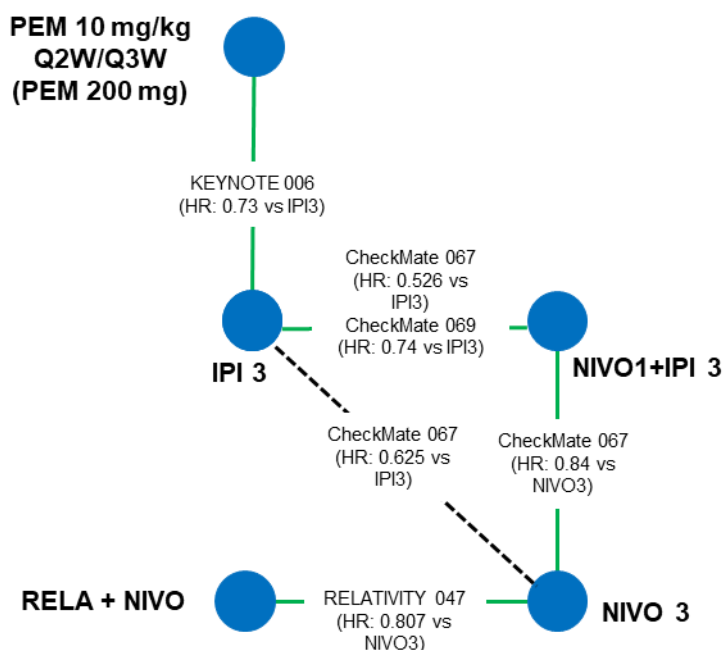 PEM 10 mg/kg
Q2W/Q3W
(PEM 200 mg)
KEYNOTE 006
(HR: 0.73 vs IPI3)
CheckMate 067
(HR: 0.526 vs
IPI3)
CheckMate 069
(HR: 0.74 vs IPI3)
IPI 3
NIVO1+IPI 3
CheckMate 067
(HR: 0.625 vs
IPI3)
CheckMate 067
(HR: 0.84 vs
NIVO3)
RELA + NIVO
RELATIVITY 047
(HR: 0.807 vs
NIVO3)
NIVO 3